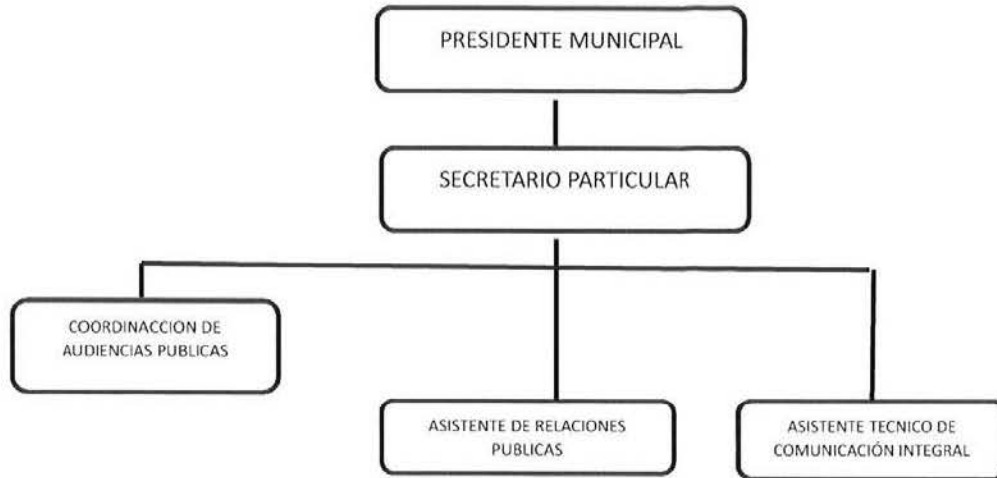 PRESIDENTE MUNICIPAL
SECRETARIO PARTICULAR
COORDINACCION DE
AUDIENCIAS PUBLICAS
ASISTENTE DE RELACIONES
PUBLICAS
ASISTENTE TECNICO DE
COMUNICACIÓN INTEGRAL